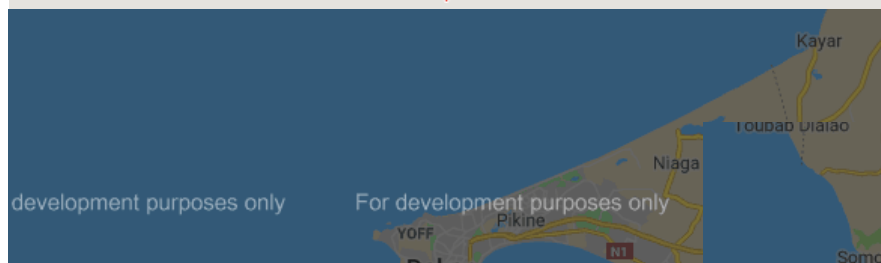 Kayar
Toubab Dialao
Niaga
development purposes only
For development purposes only
Pikine
YOFF
N1